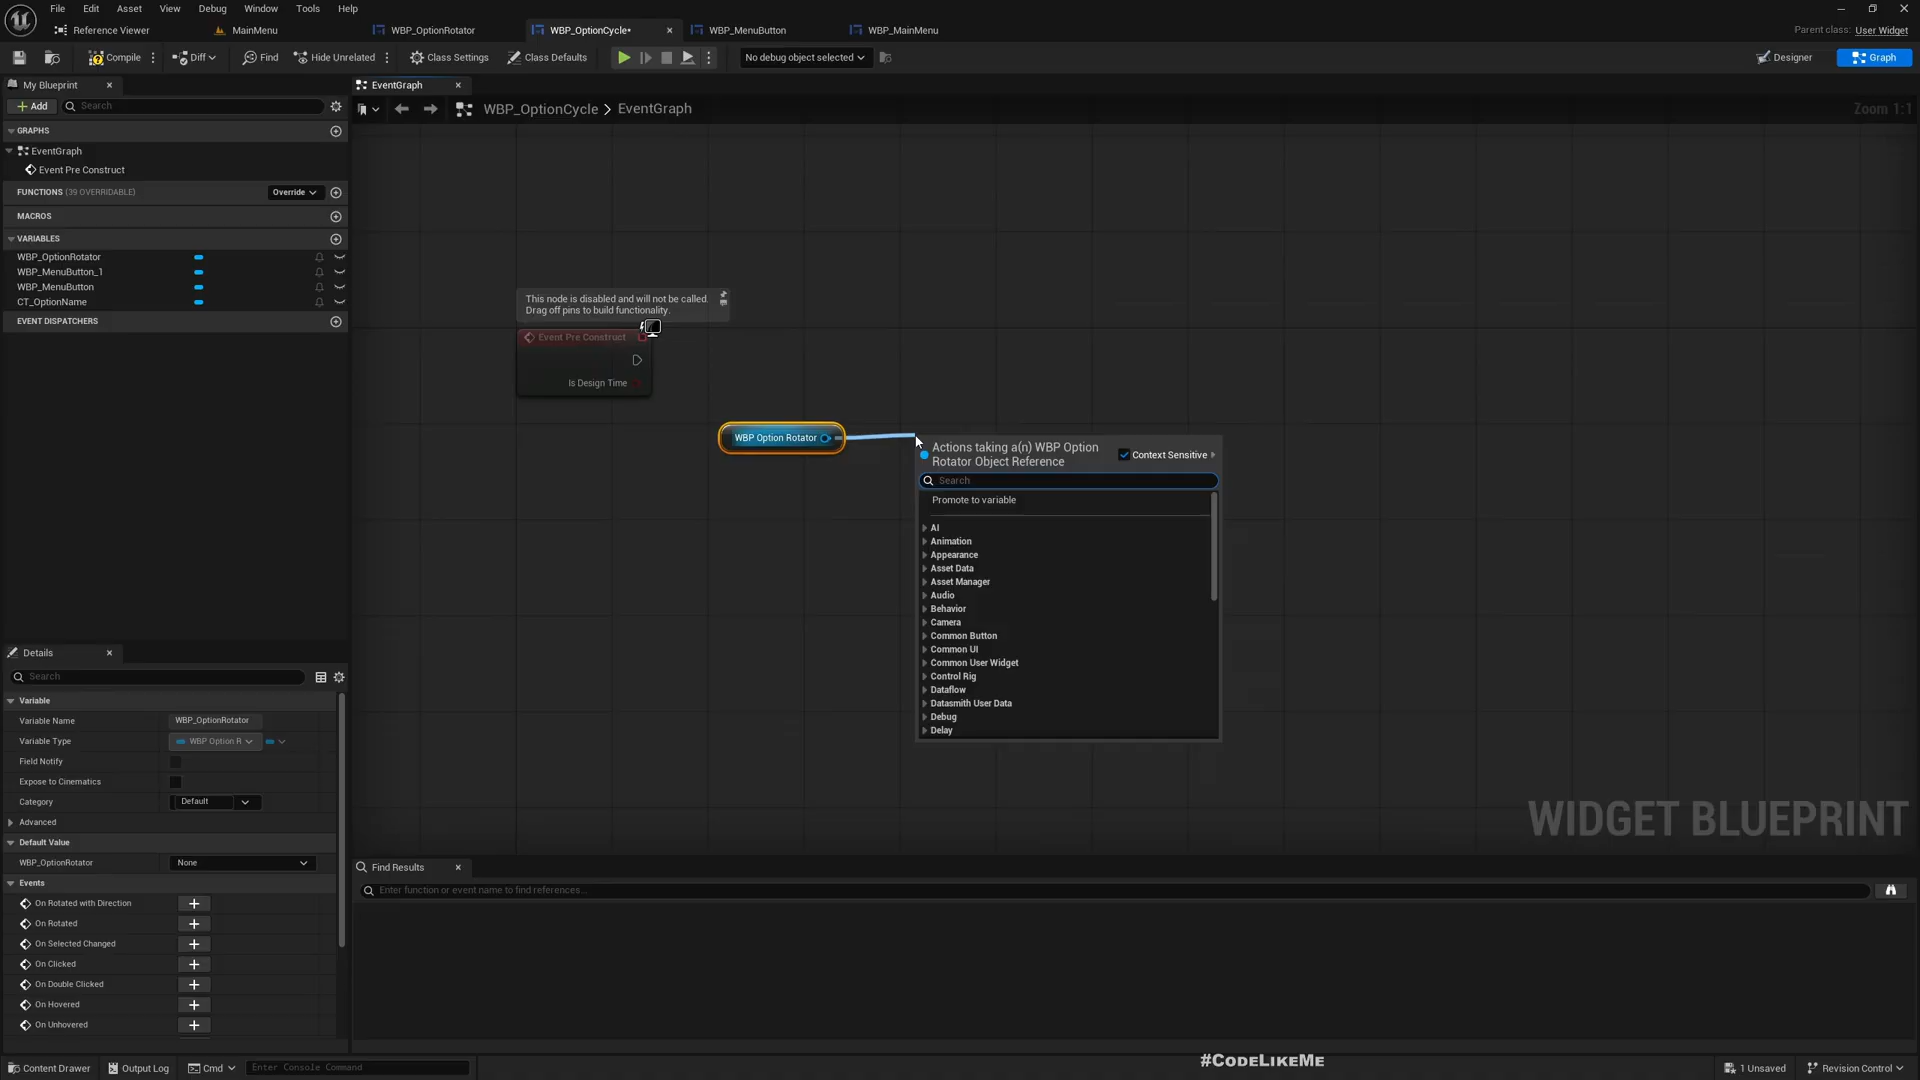 File Edit Asset View Debug Window Tools Help
Reference Viewer MainMenu WBP_OptionRotator WBP_OptionCycle• WBP_MenuButton WBP_MainMenu Parent class: User Widget
Compile Diff Find Hide Unrelated Class Settings Class Defaults No debug object selected Designer Graph
My Blueprint EventGraph
Add Search WBP_OptionCycle > EventGraph Zoom 1:1
GRAPHS
EventGraph
Event Pre Construct
FUNCTIONS (39 OVERRIDABLE) Override
MACROS
VARIABLES
WBP_OptionRotator
WBP_MenuButton_1
WBP_MenuButton
CT_OptionName
EVENT DISPATCHERS
This node is disabled and will not be called.
Drag off pins to build functionality.
Event Pre Construct
Is Design Time
WBP Option Rotator
Actions taking a(n) WBP Option
Rotator Object Reference
Context Sensitive
Search
Promote to variable
AI
Animation
Appearance
Asset Data
Asset Manager
Audio
Behavior
Camera
Common Button
Common UI
Common User Widget
Control Rig
Dataflow
Datasmith User Data
Debug
Delay
WIDGET BLUEPRINT
Details
Search
Variable
Variable Name WBP_OptionRotator
Variable Type WBP Option R
Field Notify
Expose to Cinematics
Category Default
Advanced
Default Value
WBP_OptionRotator None
Events
On Rotated with Direction
On Rotated
On Selected Changed
On Clicked
On Double Clicked
On Hovered
On Unhovered
Find Results
Enter function or event name to find references...
#CodeLikeMe
Content Drawer Output Log Cmd Enter Console Command 1 Unsaved Revision Control